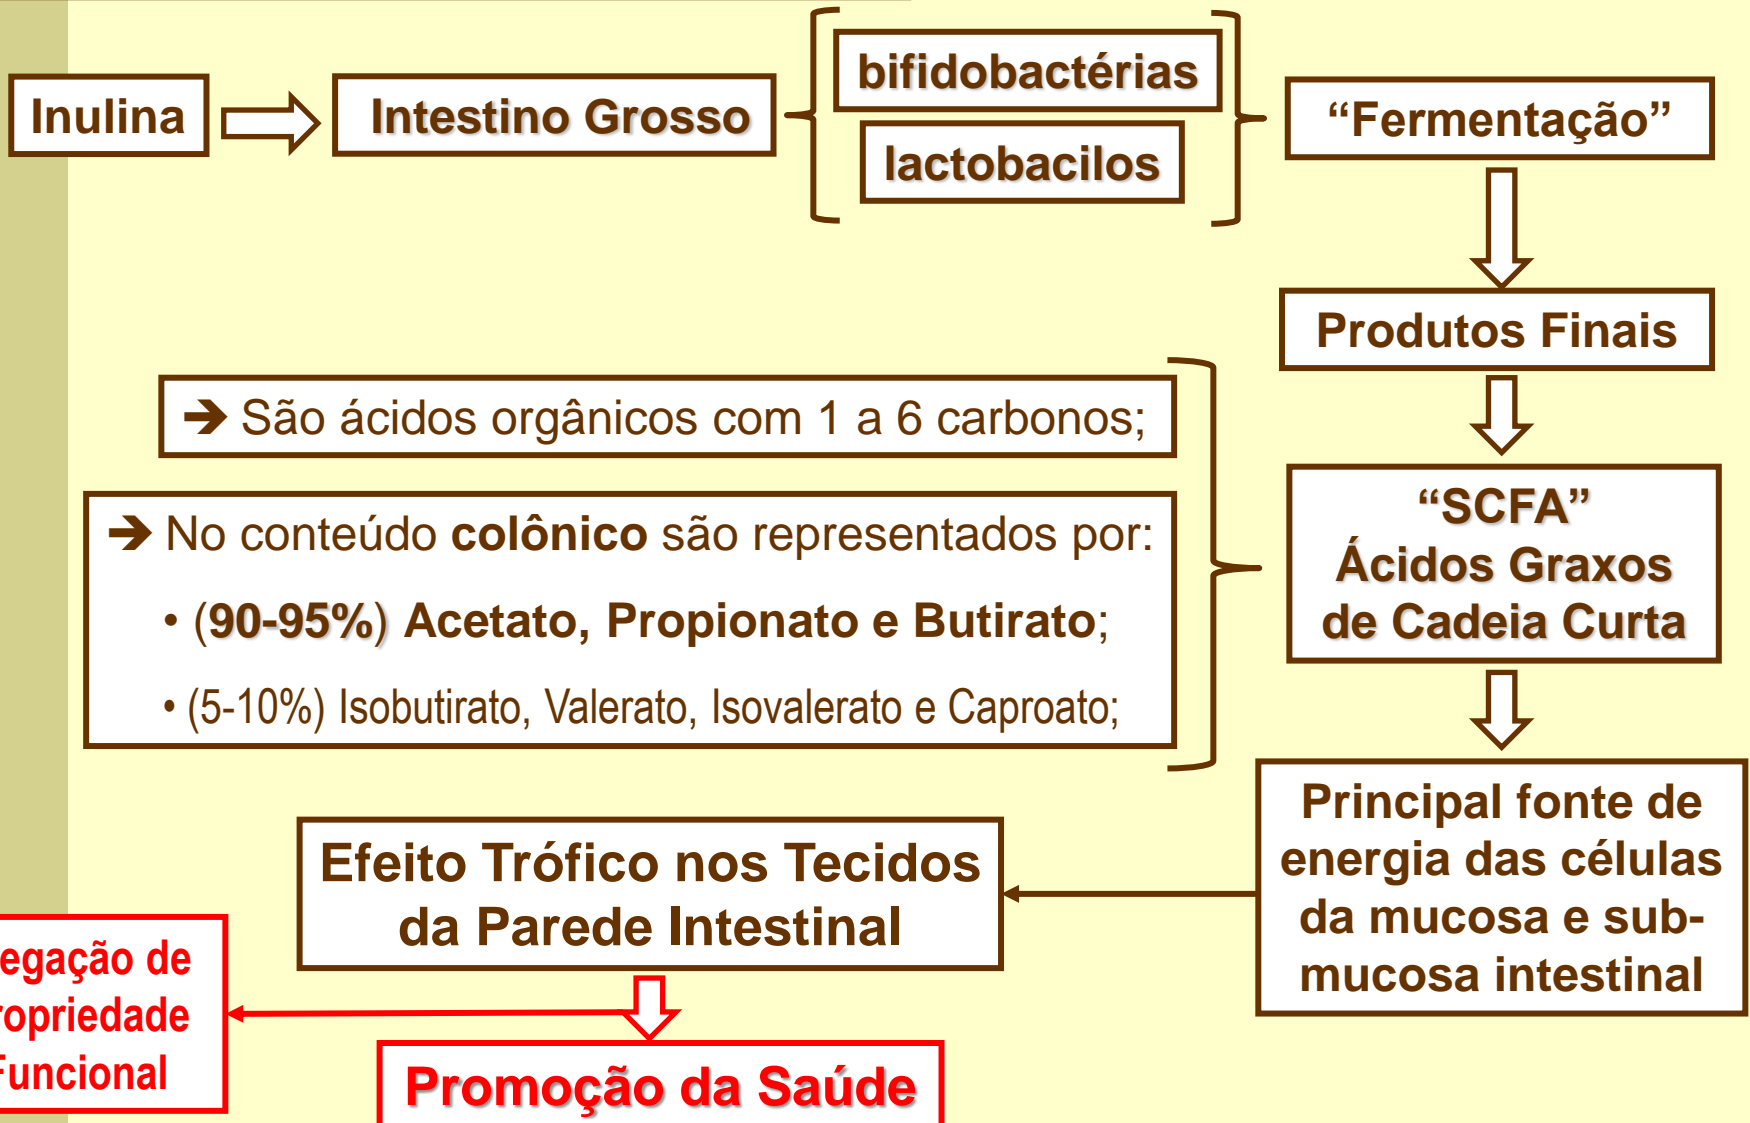 Inulina
Intestino Grosso
bifidobactérias
lactobacilos
“Fermentação”
Produtos Finais
➔ São ácidos orgânicos com 1 a 6 carbonos;
➔ No conteúdo colônico são representados por:
• (90-95%) Acetato, Propionato e Butirato;
• (5-10%) Isobutirato, Valerato, Isovalerato e Caproato;
“SCFA”
Ácidos Graxos
de Cadeia Curta
Principal fonte de
energia das células
da mucosa e sub-
mucosa intestinal
Efeito Trófico nos Tecidos
da Parede Intestinal
egação de
ropriedade
Funcional
Promoção da Saúde